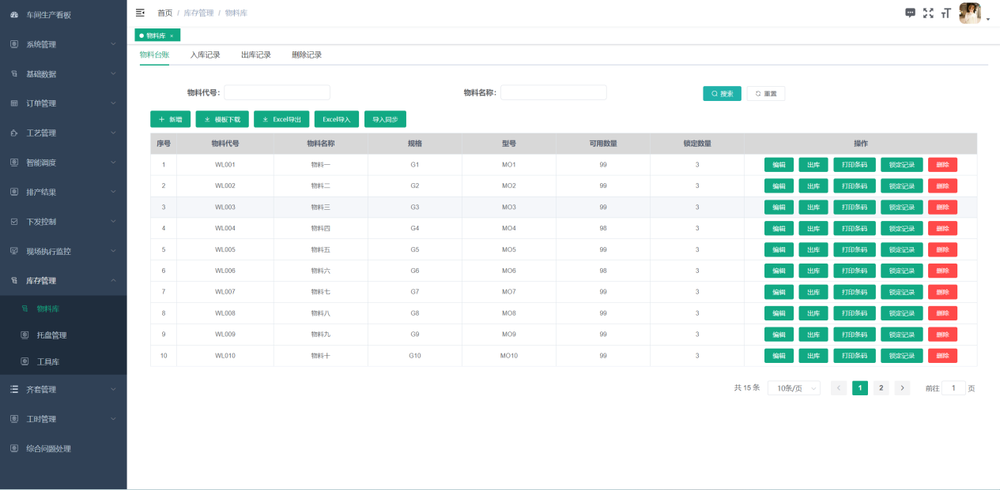 车间生产看板
系统管理
基础数据
订单管理
工艺管理
智能调度
排产结果
下发控制
现场执行监控
库存管理
物料库
托盘管理
工具库
齐套管理
工时管理
综合问题处理
首页 / 库存管理 / 物料库
物料库 ×
物料台账 入库记录 出库记录 删除记录
物料代号: 物料名称: 搜索 重置
新增 模板下载 Excel导出 Excel导入 导入同步
序号 物料代号 物料名称 规格 型号 可用数量 锁定数量 操作
1 WL001 物料一 G1 MO1 99 3 编辑 出库 打印条码 锁定记录 删除
2 WL002 物料二 G2 MO2 99 3 编辑 出库 打印条码 锁定记录 删除
3 WL003 物料三 G3 MO3 99 3 编辑 出库 打印条码 锁定记录 删除
4 WL004 物料四 G4 MO4 98 3 编辑 出库 打印条码 锁定记录 删除
5 WL005 物料五 G5 MO5 99 3 编辑 出库 打印条码 锁定记录 删除
6 WL006 物料六 G6 MO6 98 3 编辑 出库 打印条码 锁定记录 删除
7 WL007 物料七 G7 MO7 99 3 编辑 出库 打印条码 锁定记录 删除
8 WL008 物料八 G8 MO8 99 3 编辑 出库 打印条码 锁定记录 删除
9 WL009 物料九 G9 MO9 99 3 编辑 出库 打印条码 锁定记录 删除
10 WL010 物料十 G10 MO10 99 3 编辑 出库 打印条码 锁定记录 删除
共 15 条 10条/页 < 1 2 > 前往 1 页